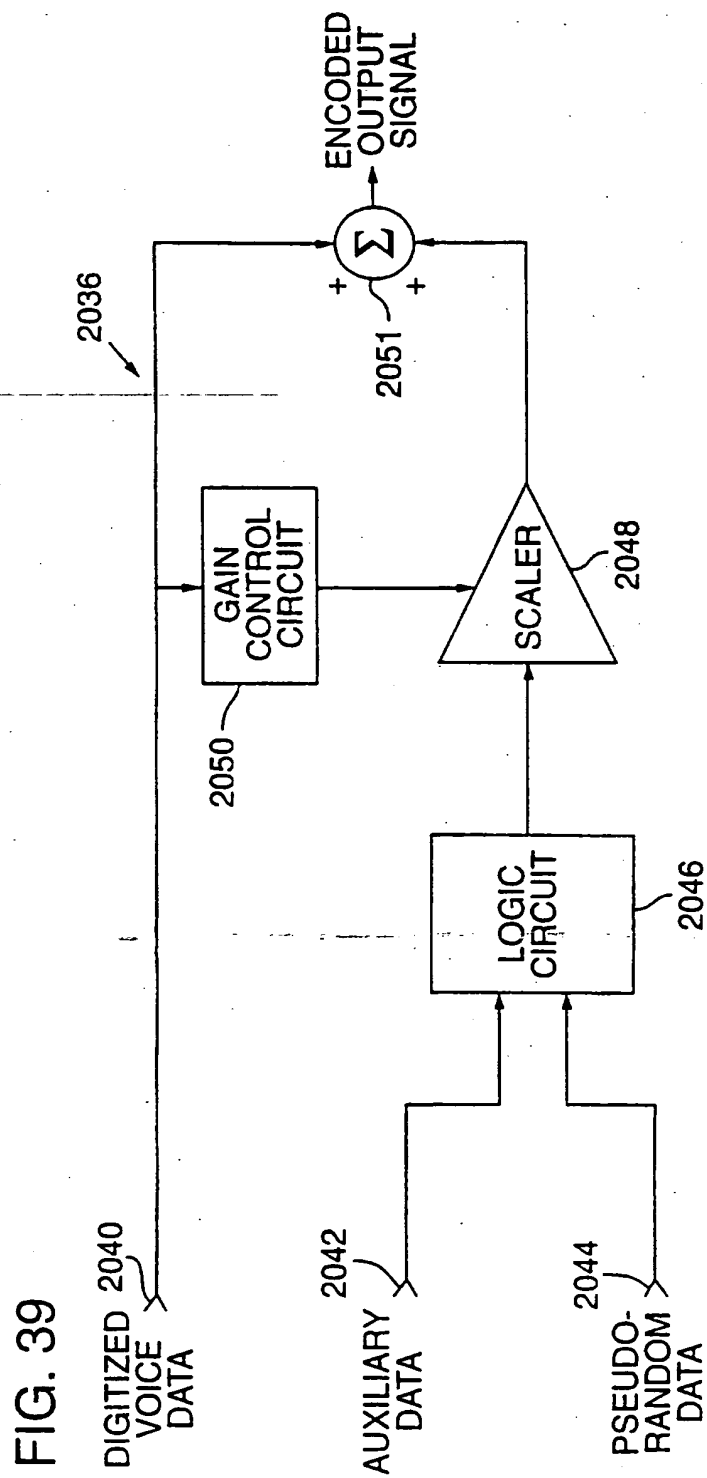 FIG. 39
DIGITIZED
VOICE
DATA
2040
2036
ENCODED
OUTPUT
SIGNAL
Σ
+
+
2051
GAIN
CONTROL
CIRCUIT
2050
SCALER
2048
AUXILIARY
DATA
2042
LOGIC
CIRCUIT
2046
PSEUDO-
RANDOM
DATA
2044